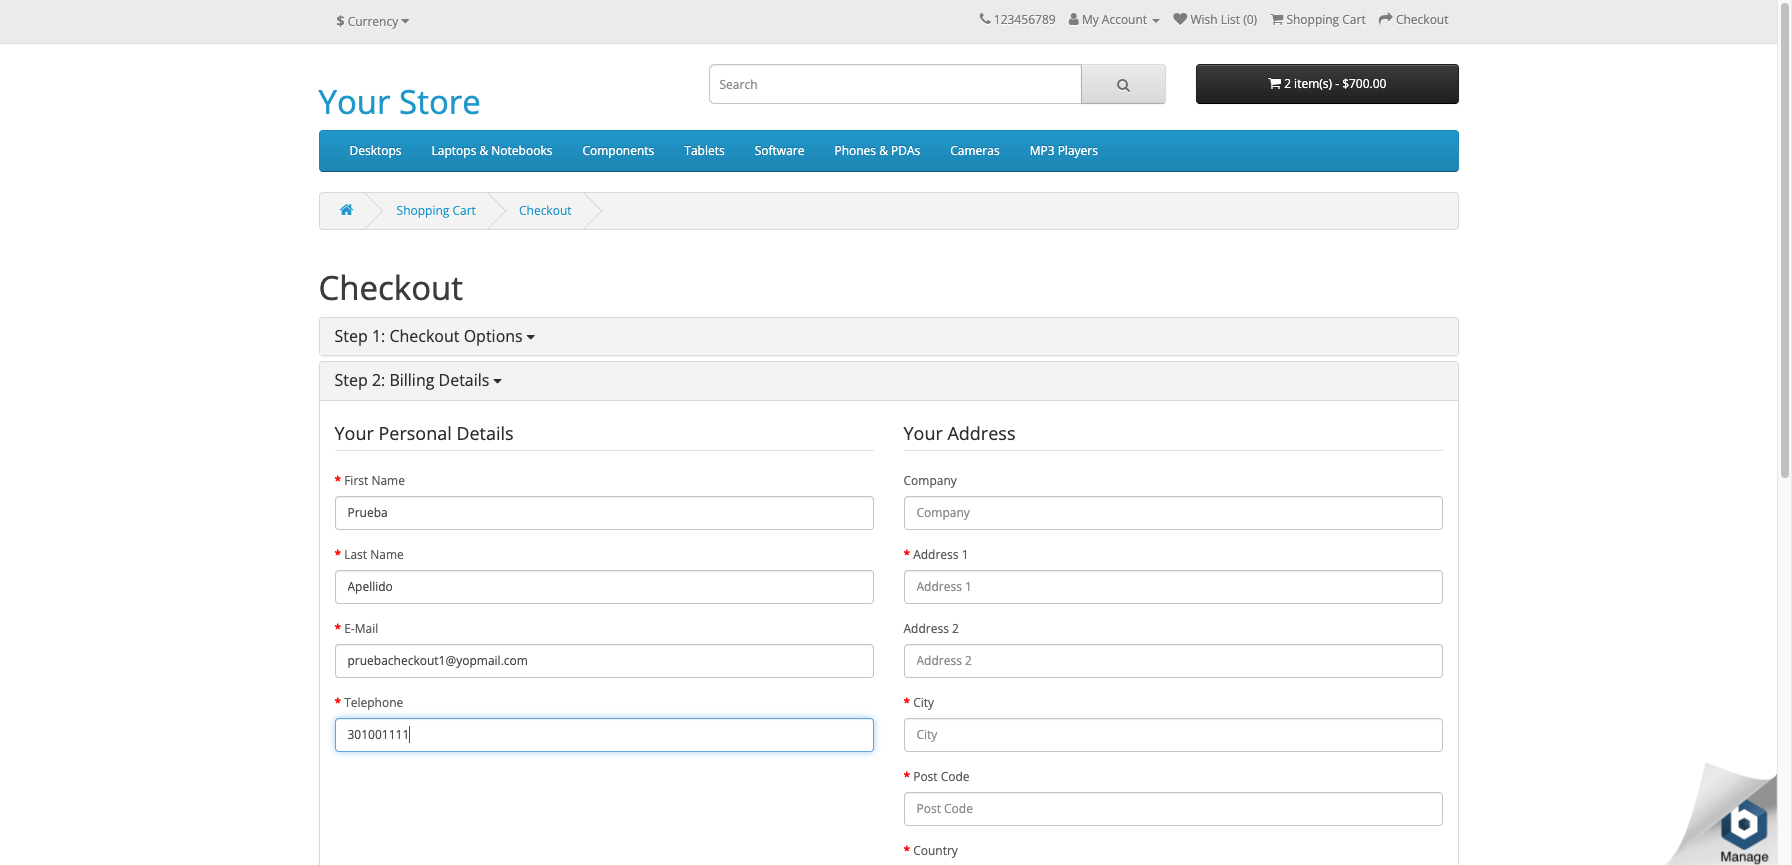 $ Currency
123456789 My Account Wish List (0) Shopping Cart Checkout
Your Store
Search
2 item(s) - $700.00
Desktops Laptops & Notebooks Components Tablets Software Phones & PDAs Cameras MP3 Players
Shopping Cart Checkout
Checkout
Step 1: Checkout Options
Step 2: Billing Details
Your Personal Details
* First Name
Prueba
* Last Name
Apellido
* E-Mail
pruebacheckout1@yopmail.com
* Telephone
301001111
Your Address
Company
Company
* Address 1
Address 1
Address 2
Address 2
* City
City
* Post Code
Post Code
* Country
b
Manage